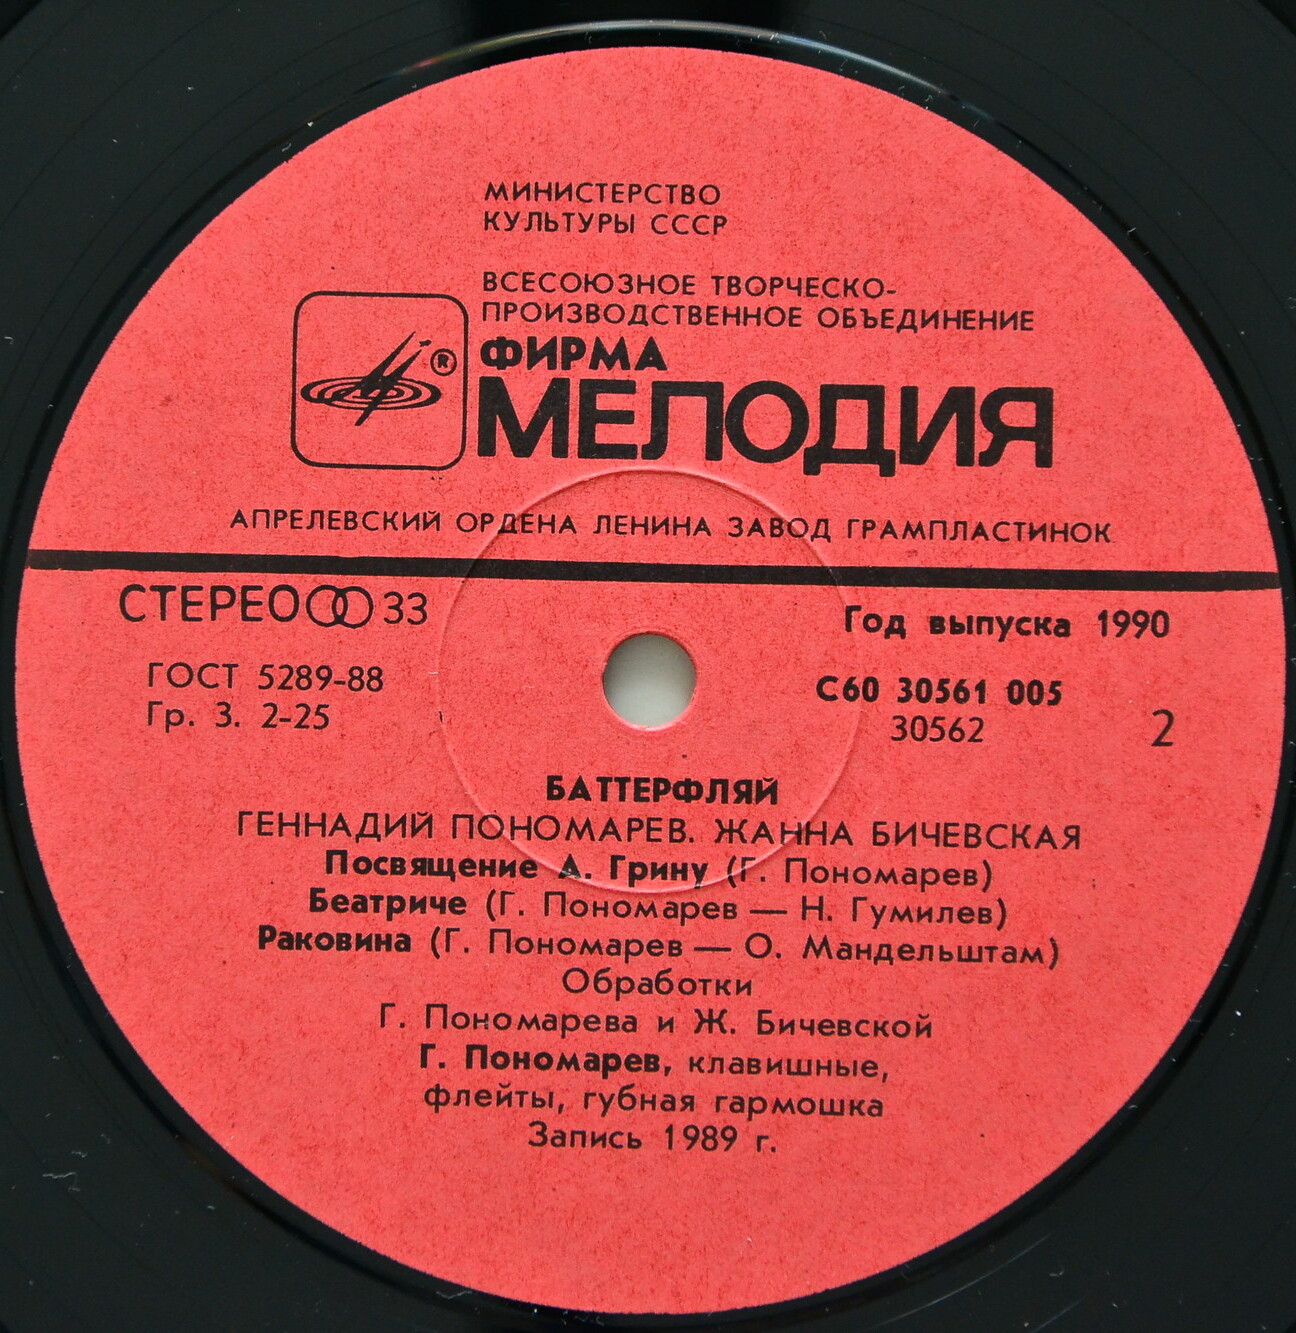 МИНИСТЕРСТВО
КУЛЬТУРЫ СССР
ВСЕСОЮЗНОЕ ТВОРЧЕСКО-
ПРОИЗВОДСТВЕННОЕ ОБЪЕДИНЕНИЕ
ФИРМА
®
МЕЛОДИЯ
АПРЕЛЕВСКИЙ ОРДЕНА ЛЕНИНА ЗАВОД ГРАМПЛАСТИНОК
СТЕРЕО 33
Год выпуска 1990
ГОСТ 5289-88
Гр. 3. 2-25
С60 30561 005
30562
2
БАТТЕРФЛЯЙ
ГЕННАДИЙ ПОНОМАРЕВ. ЖАННА БИЧЕВСКАЯ
Посвящение А. Грину (Г. Пономарев)
Беатриче (Г. Пономарев — Н. Гумилев)
Раковина (Г. Пономарев — О. Мандельштам)
Обработки
Г. Пономарева и Ж. Бичевской
Г. Пономарев, клавишные,
флейты, губная гармошка
Запись 1989 г.